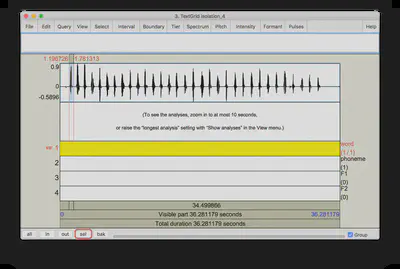 3. TextGrid isolation_4
File Edit Query View Select Interval Boundary Tier Spectrum Pitch Intensity Formant Pulses Help
1.198726 1.781313
0.9
0
-0.5896
(To see the analyses, zoom in to at most 10 seconds,
or raise the "longest analysis" setting with "Show analyses" in the View menu.)
1 word
(1/1)
2 phoneme
(1)
3 F1
(0)
4 F2
(0)
34.499866
0 Visible part 36.281179 seconds 36.281179
Total duration 36.281179 seconds
all in out sel bak Group